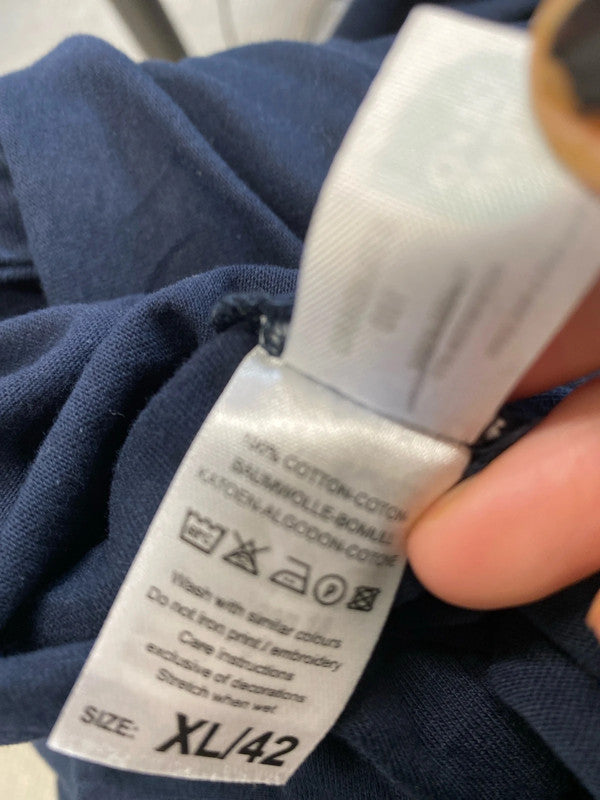 100% COTTON-COTON
BAUMWOLLE-BOMULL
KATOEN-ALGODON-COTONE
Wash with similar colours
Do not iron print / embroidery
Care instructions
exclusive of decorations
Stretch when wet
SIZE: XL/42